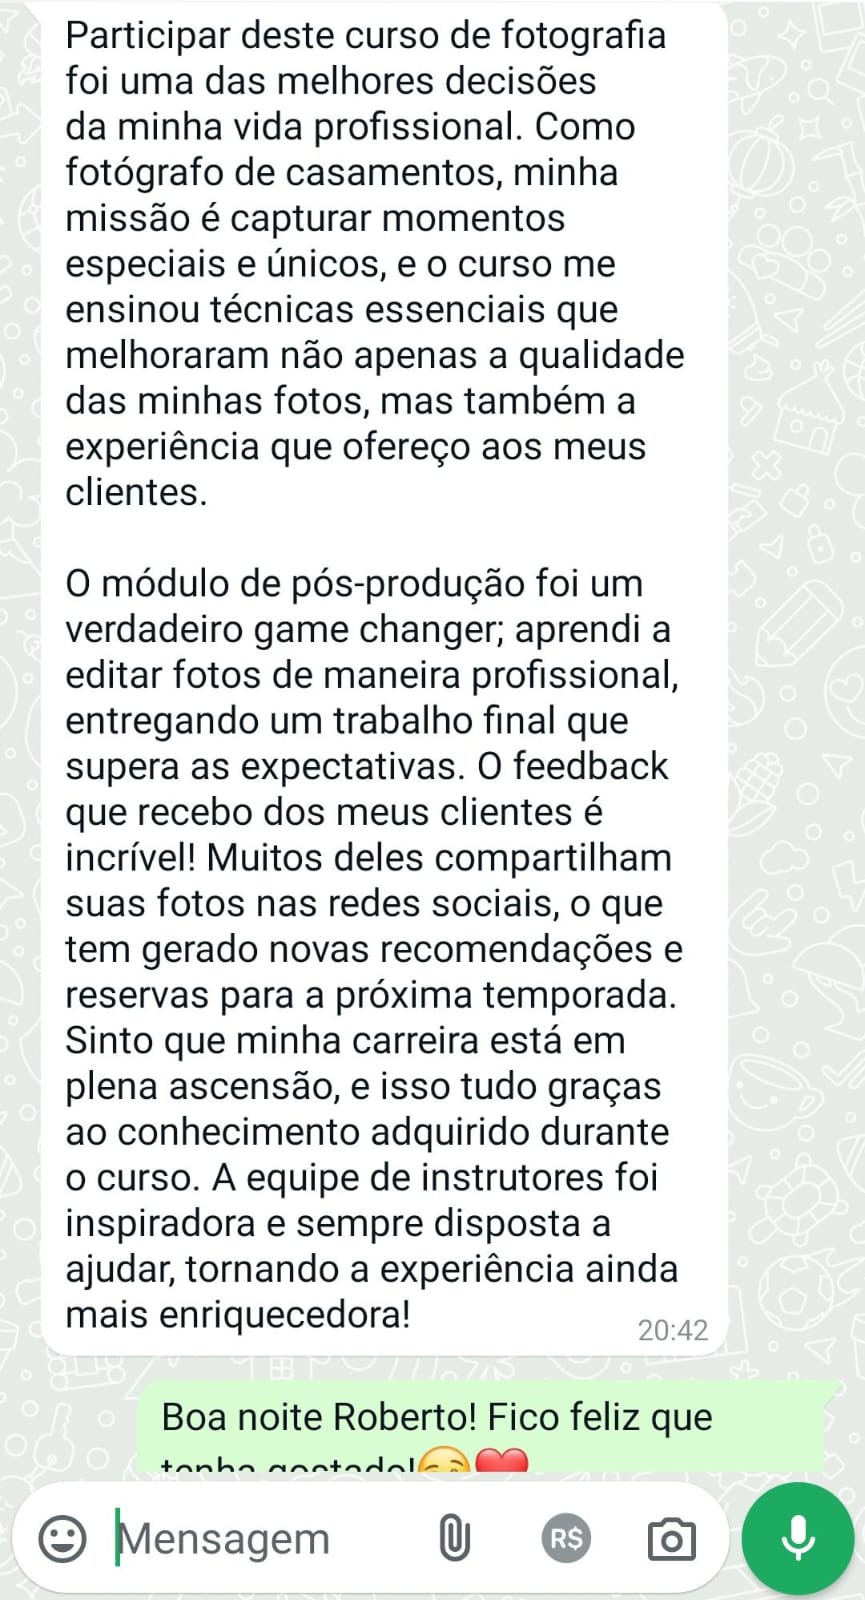 Participar deste curso de fotografia
foi uma das melhores decisões
da minha vida profissional. Como
fotógrafo de casamentos, minha
missão é capturar momentos
especiais e únicos, e o curso me
ensinou técnicas essenciais que
melhoraram não apenas a qualidade
das minhas fotos, mas também a
experiência que ofereço aos meus
clientes.
O módulo de pós-produção foi um
verdadeiro game changer; aprendi a
editar fotos de maneira profissional,
entregando um trabalho final que
supera as expectativas. O feedback
que recebo dos meus clientes é
incrível! Muitos deles compartilham
suas fotos nas redes sociais, o que
tem gerado novas recomendações e
reservas para a próxima temporada.
Sinto que minha carreira está em
plena ascensão, e isso tudo graças
ao conhecimento adquirido durante
o curso. A equipe de instrutores foi
inspiradora e sempre disposta a
ajudar, tornando a experiência ainda
mais enriquecedora!
20:42
Boa noite Roberto! Fico feliz que
tenha gostado!😉❤️
Mensagem
R$